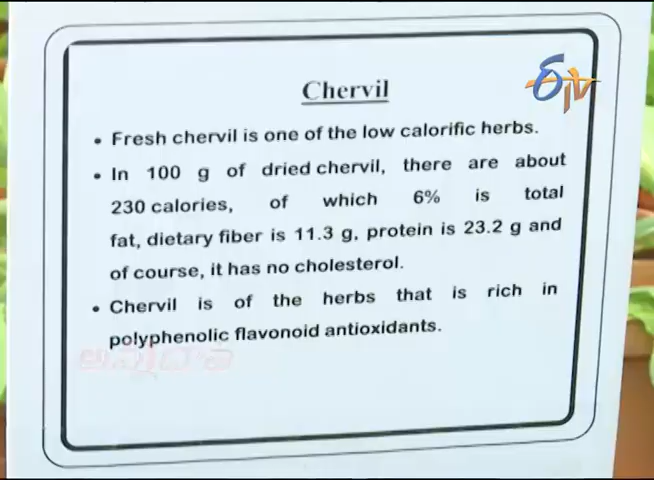 Chervil
ETV
• Fresh chervil is one of the low calorific herbs.
• In 100 g of dried chervil, there are about
230 calories, of which 6% is total
fat, dietary fiber is 11.3 g, protein is 23.2 g and
of course, it has no cholesterol.
• Chervil is of the herbs that is rich in
polyphenolic flavonoid antioxidants.